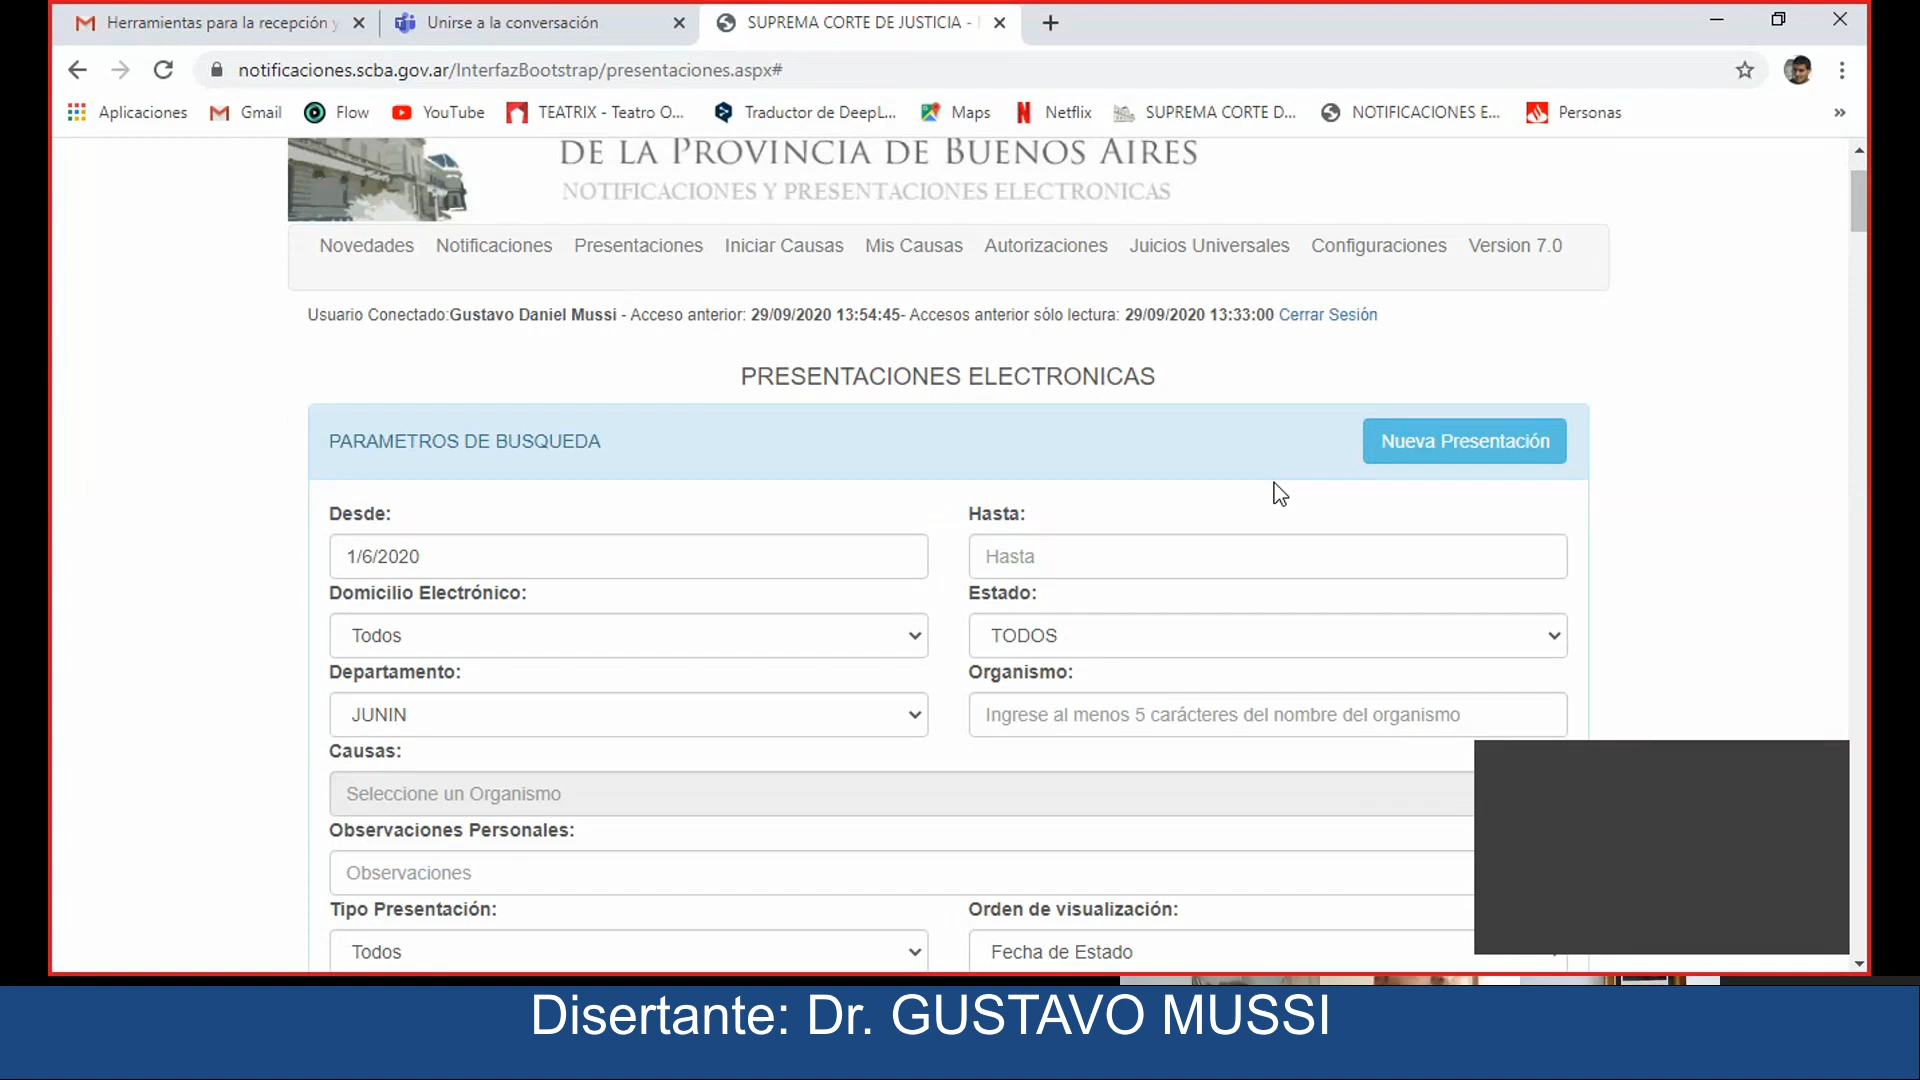 Herramientas para la recepción y
Unirse a la conversación
SUPREMA CORTE DE JUSTICIA -
notificaciones.scba.gov.ar/InterfazBootstrap/presentaciones.aspx#
Aplicaciones
Gmail
Flow
YouTube
TEATRIX - Teatro O...
Traductor de DeepL...
Maps
Netflix
SUPREMA CORTE D...
NOTIFICACIONES E...
Personas
DE LA PROVINCIA DE BUENOS AIRES
NOTIFICACIONES Y PRESENTACIONES ELECTRONICAS
Novedades Notificaciones Presentaciones Iniciar Causas Mis Causas Autorizaciones Juicios Universales Configuraciones Version 7.0
Usuario Conectado:Gustavo Daniel Mussi - Acceso anterior: 29/09/2020 13:54:45- Accesos anterior sólo lectura: 29/09/2020 13:33:00 Cerrar Sesión
PRESENTACIONES ELECTRONICAS
PARAMETROS DE BUSQUEDA
Nueva Presentación
Desde:
Hasta:
1/6/2020
Hasta
Domicilio Electrónico:
Estado:
Todos
TODOS
Departamento:
Organismo:
JUNIN
Ingrese al menos 5 carácteres del nombre del organismo
Causas:
Seleccione un Organismo
Observaciones Personales:
Observaciones
Tipo Presentación:
Orden de visualización:
Todos
Fecha de Estado
Disertante: Dr. GUSTAVO MUSSI